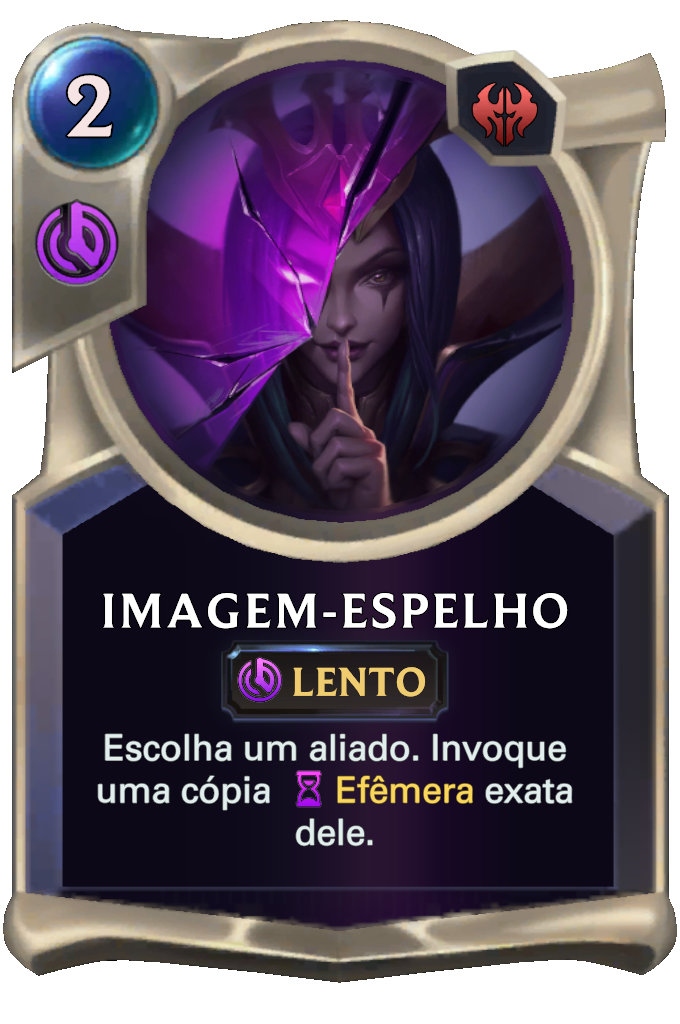 2
IMAGEM-ESPELHO
LENTO
Escolha um aliado. Invoque
uma cópia Efêmera exata
dele.